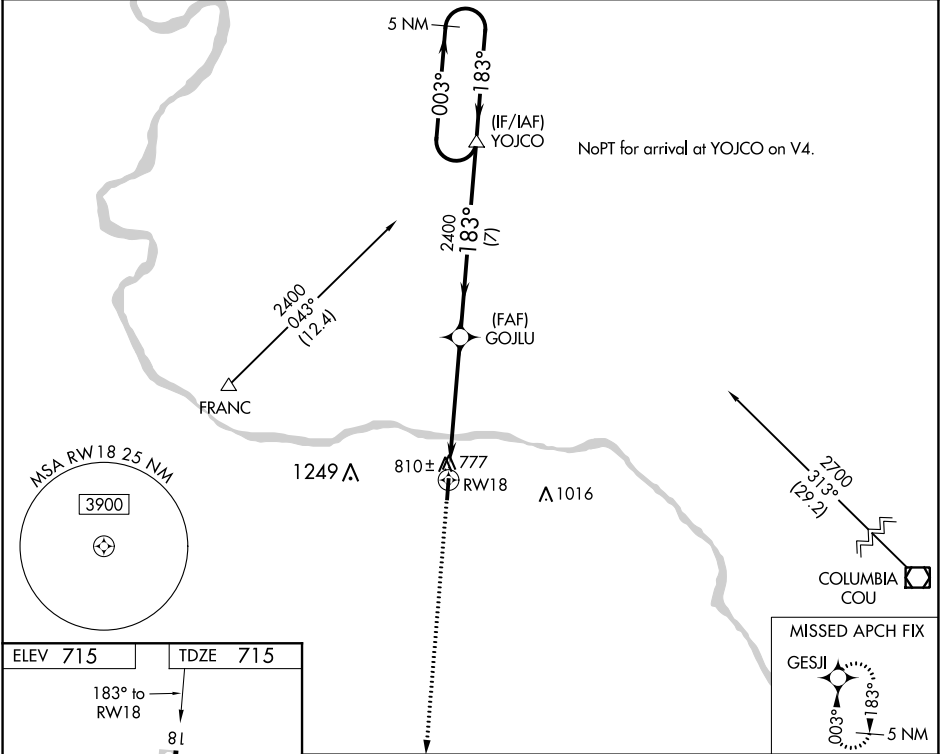 5 NM
003°
183°
(IF/IAF)
YOJCO
NoPT for arrival at YOJCO on V4.
2400
183°
(7)
2400
043°
(12.4)
(FAF)
GOJLU
FRANC
MSA RW18 25 NM
3900
1249
810± 777
RW18
1016
2700
313°
(29.2)
COLUMBIA
COU
ELEV 715
TDZE 715
183° to
RW18
18
MISSED APCH FIX
GESJI
003°
183°
5 NM